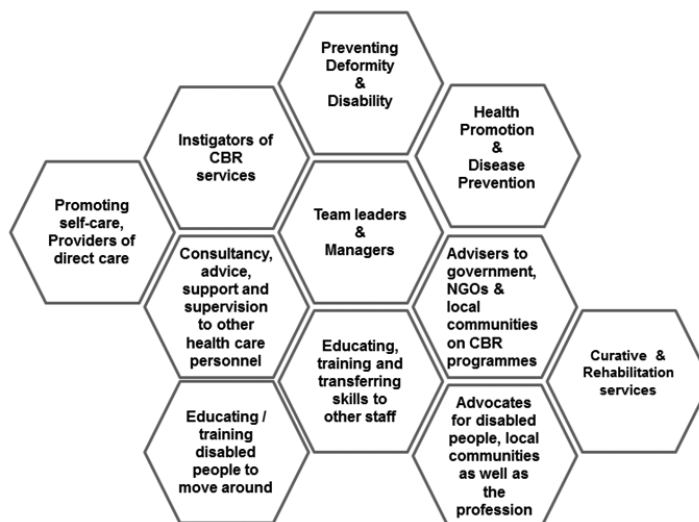 Preventing
Deformity
&
Disability
Health
Promotion
&
Disease
Prevention
Instigators of
CBR
services
Promoting
self-care,
Providers of
direct care
Team leaders
&
Managers
Consultancy,
advice,
support and
supervision
to other
health care
personnel
Advisers to
government,
NGOs &
local
communities
on CBR
programmes
Educating,
training and
transferring
skills to
other staff
Curative &
Rehabilitation
services
Educating /
training
disabled
people to
move around
Advocates
for disabled
people, local
communities
as well as
the
profession